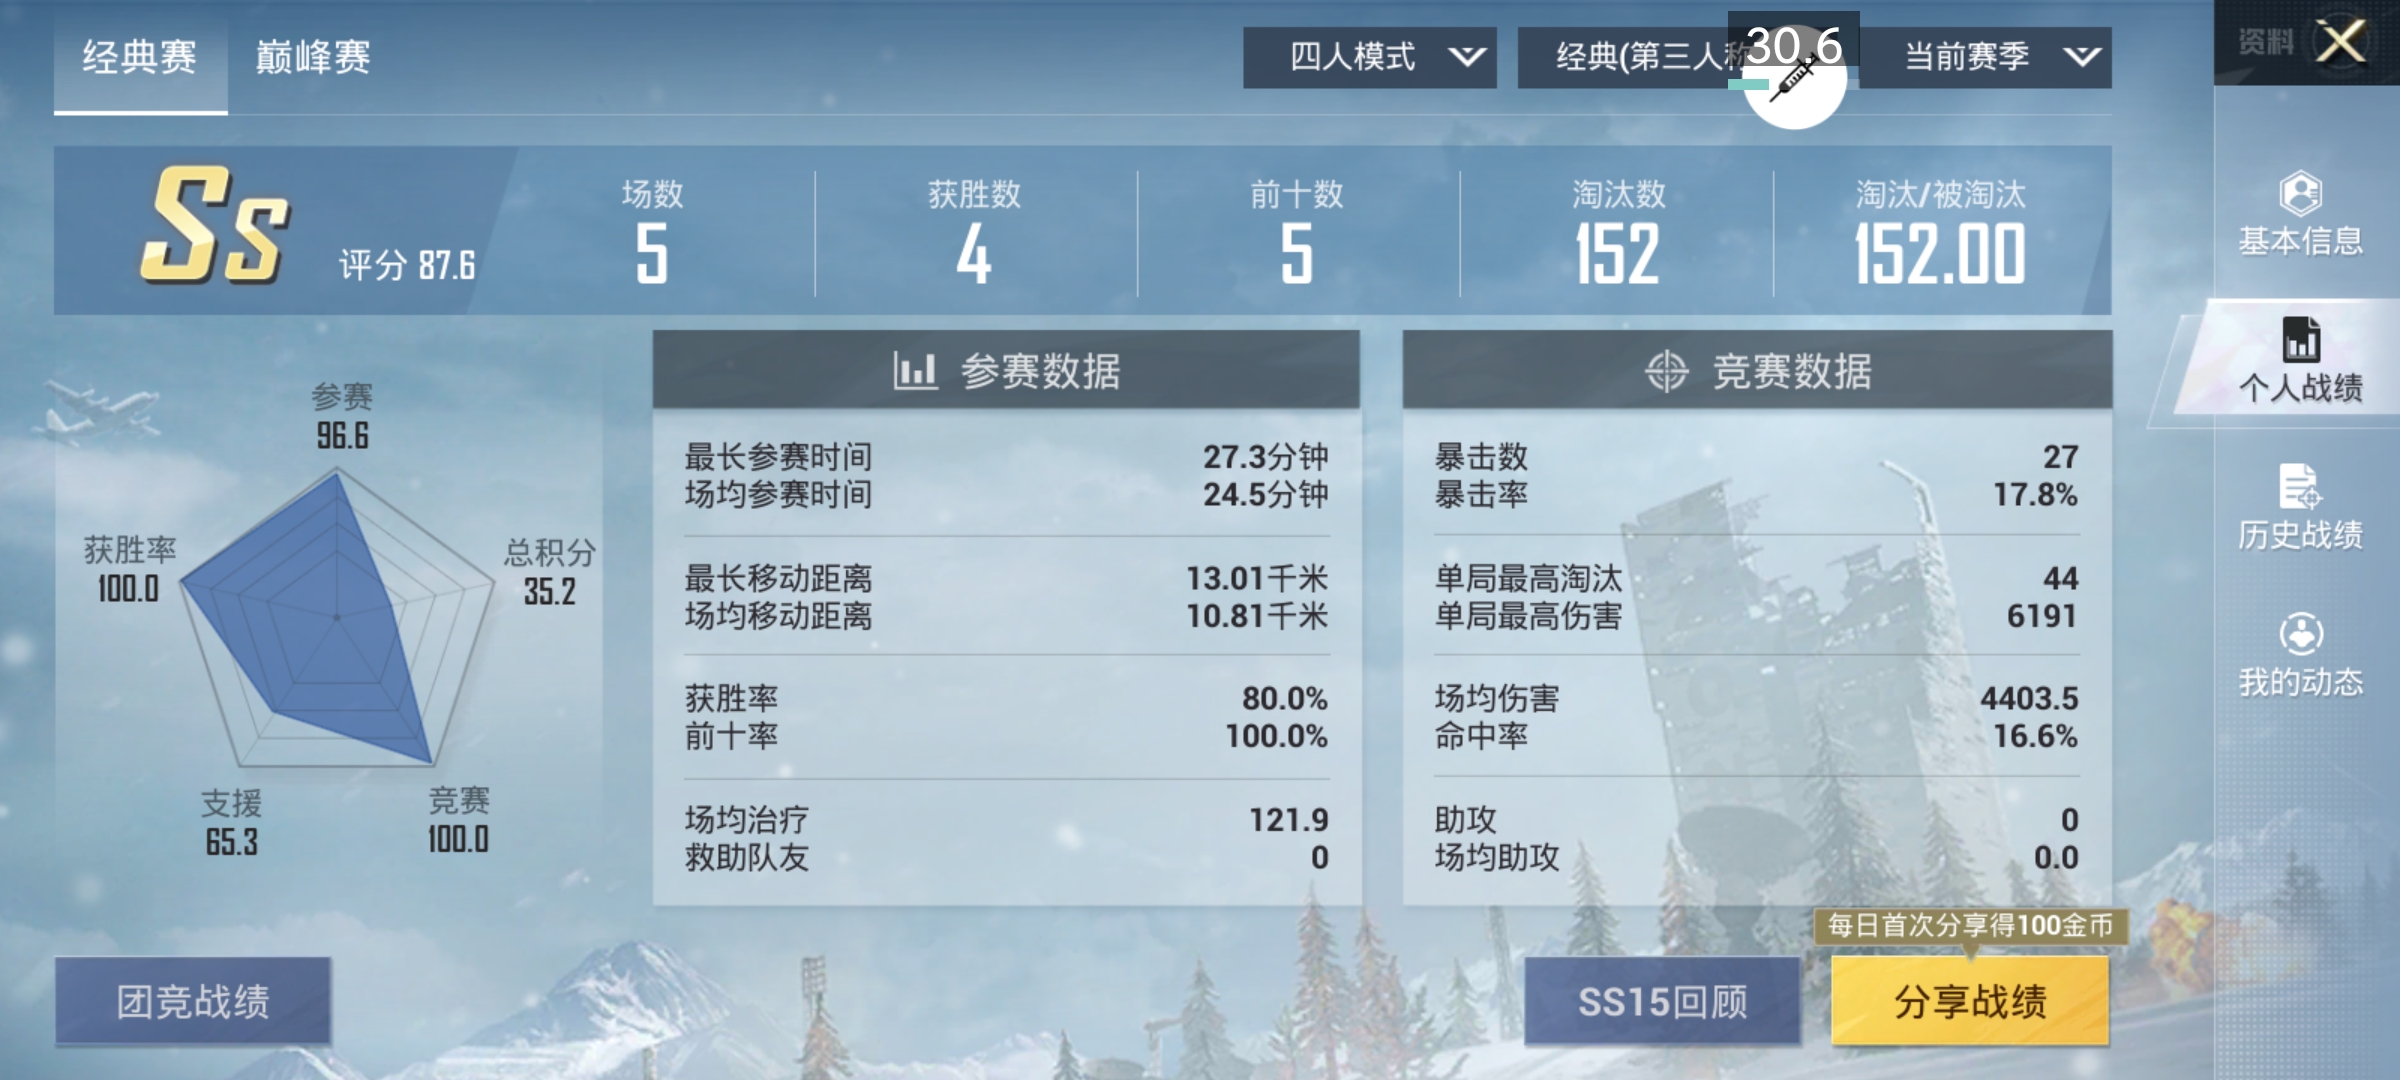 经典赛
巅峰赛
四人模式
经典(第三人称
30.6
当前赛季
资料
Ss
评分 87.6
场数
5
获胜数
4
前十数
5
淘汰数
152
淘汰/被淘汰
152.00
参赛
96.6
获胜率
100.0
总积分
35.2
支援
65.3
竞赛
100.0
参赛数据
最长参赛时间 27.3分钟
场均参赛时间 24.5分钟
最长移动距离 13.01千米
场均移动距离 10.81千米
获胜率 80.0%
前十率 100.0%
场均治疗 121.9
救助队友 0
竞赛数据
暴击数 27
暴击率 17.8%
单局最高淘汰 44
单局最高伤害 6191
场均伤害 4403.5
命中率 16.6%
助攻 0
场均助攻 0.0
基本信息
个人战绩
历史战绩
我的动态
团竞战绩
SS15回顾
每日首次分享得100金币
分享战绩